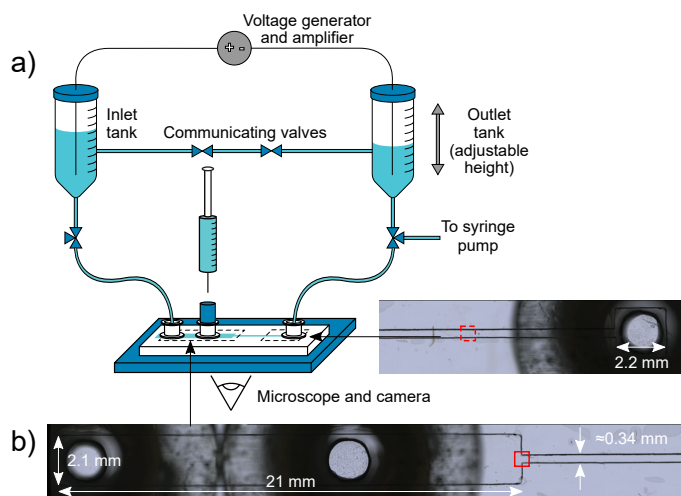 Voltage generator
and amplifier
a)
+ -
Inlet
tank
Communicating valves
Outlet
tank
(adjustable
height)
To syringe
pump
2.2 mm
Microscope and camera
b)
2.1 mm
21 mm
≈0.34 mm